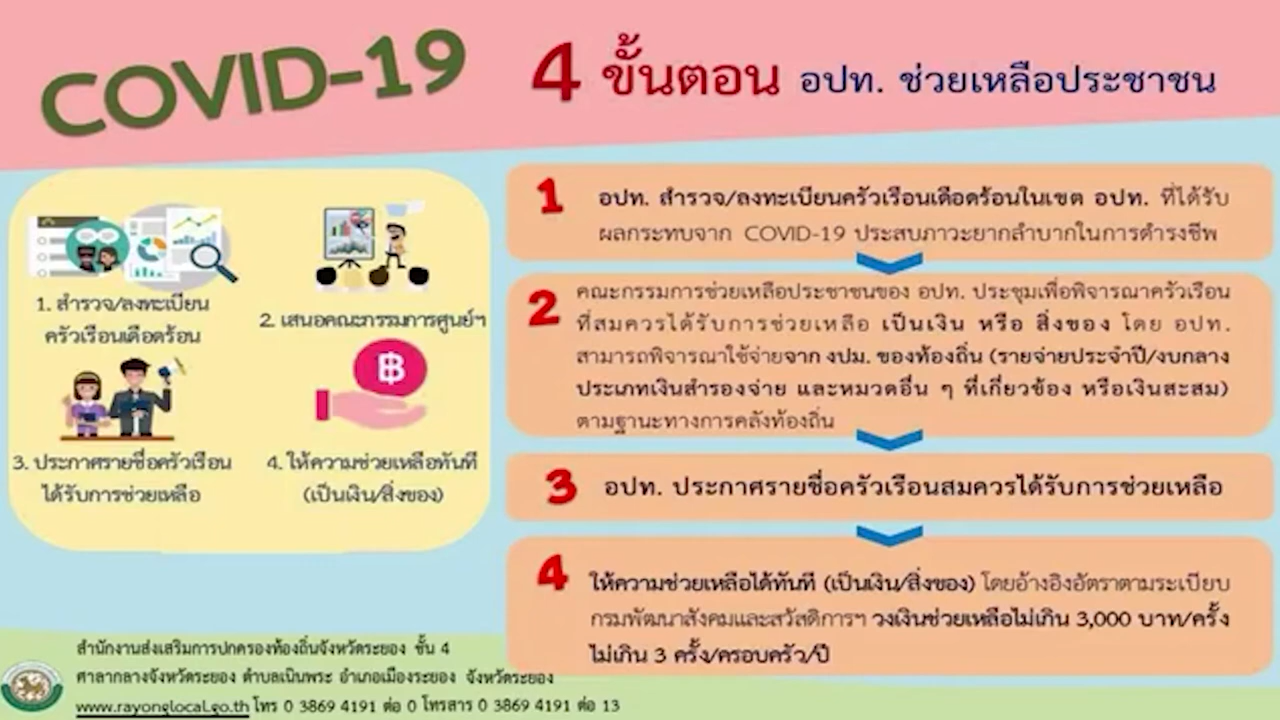 COVID-19
4 ขั้นตอน อปท. ช่วยเหลือประชาชน
1. สำรวจ/ลงทะเบียน
ครัวเรือนเดือดร้อน
2. เสนอคณะกรรมการศูนย์ฯ
3. ประกาศรายชื่อครัวเรือน
ได้รับการช่วยเหลือ
4. ให้ความช่วยเหลือทันที
(เป็นเงิน/สิ่งของ)
1 อปท. สำรวจ/ลงทะเบียนครัวเรือนเดือดร้อนในเขต อปท. ที่ได้รับ
ผลกระทบจาก COVID-19 ประสบภาวะยากลำบากในการดำรงชีพ
2 คณะกรรมการช่วยเหลือประชาชนของ อปท. ประชุมเพื่อพิจารณาครัวเรือน
ที่สมควรได้รับการช่วยเหลือ เป็นเงิน หรือ สิ่งของ โดย อปท.
สามารถพิจารณาใช้จ่ายจาก งปม. ของท้องถิ่น (รายจ่ายประจำปี/งบกลาง
ประเภทเงินสำรองจ่าย และหมวดอื่น ๆ ที่เกี่ยวข้อง หรือเงินสะสม)
ตามฐานะทางการคลังท้องถิ่น
3 อปท. ประกาศรายชื่อครัวเรือนสมควรได้รับการช่วยเหลือ
4 ให้ความช่วยเหลือได้ทันที (เป็นเงิน/สิ่งของ) โดยอ้างอิงอัตราตามระเบียบ
กรมพัฒนาสังคมและสวัสดิการฯ วงเงินช่วยเหลือไม่เกิน 3,000 บาท/ครั้ง
ไม่เกิน 3 ครั้ง/ครอบครัว/ปี
สำนักงานส่งเสริมการปกครองท้องถิ่นจังหวัดระยอง ชั้น 4
ศาลากลางจังหวัดระยอง ตำบลเนินพระ อำเภอเมืองระยอง จังหวัดระยอง
www.rayonglocal.go.th โทร 0 3869 4191 ต่อ 0 โทรสาร 0 3869 4191 ต่อ 13